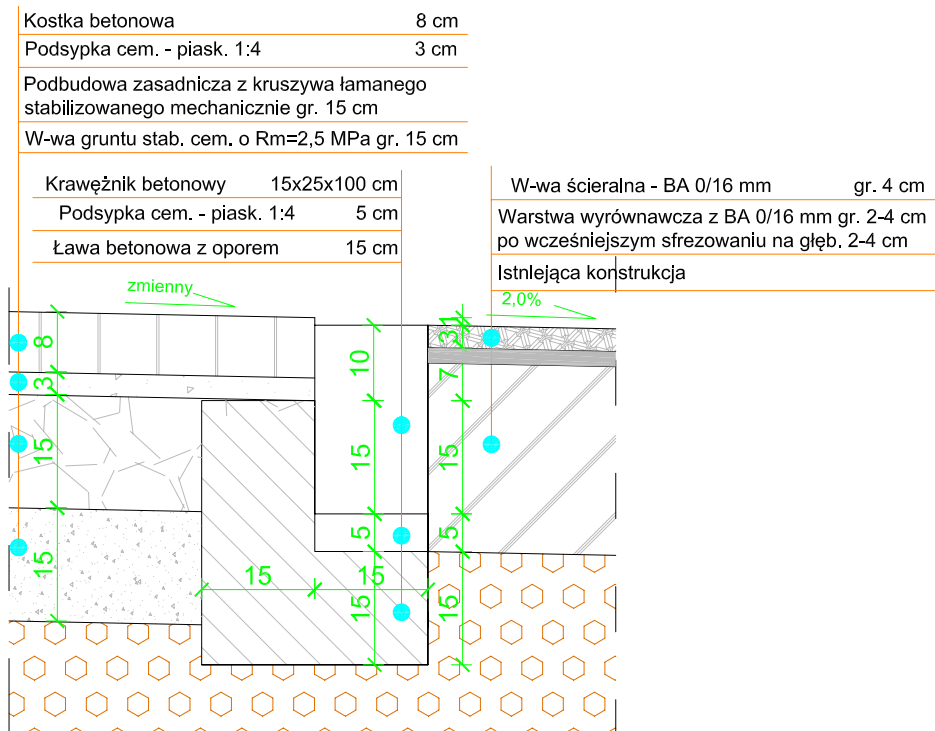 Kostka betonowa 8 cm
Podsypka cem. - piask. 1:4 3 cm
Podbudowa zasadnicza z kruszywa łamanego
stabilizowanego mechanicznie gr. 15 cm
W-wa gruntu stab. cem. o Rm=2,5 MPa gr. 15 cm
Krawężnik betonowy 15x25x100 cm
Podsypka cem. - piask. 1:4 5 cm
Ława betonowa z oporem 15 cm
W-wa ścieralna - BA 0/16 mm gr. 4 cm
Warstwa wyrównawcza z BA 0/16 mm gr. 2-4 cm
po wcześniejszym sfrezowaniu na głęb. 2-4 cm
Istniejąca konstrukcja
zmienny
2,0%
8
3
15
15
10
15
5
15
1
3
7
15
5
15
15
15